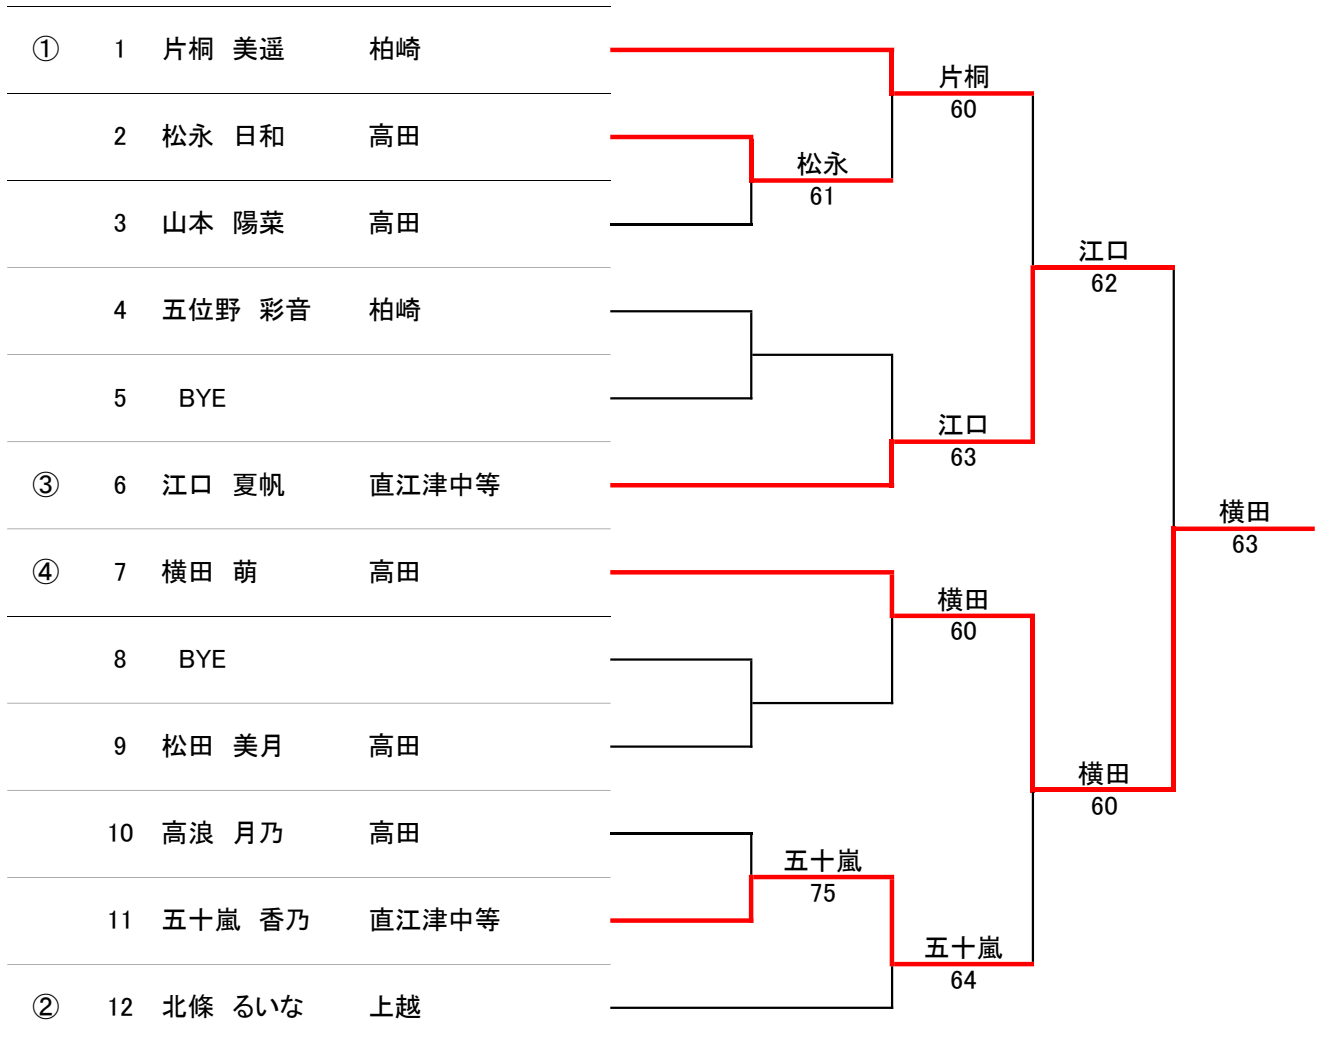 ① 1 片桐 美遥 柏崎
片桐
60
2 松永 日和 高田
松永
61
3 山本 陽菜 高田
江口
62
4 五位野 彩音 柏崎
5 BYE
江口
63
③ 6 江口 夏帆 直江津中等
横田
63
④ 7 横田 萌 高田
横田
60
8 BYE
9 松田 美月 高田
横田
60
10 高浪 月乃 高田
五十嵐
75
11 五十嵐 香乃 直江津中等
五十嵐
64
② 12 北條 るいな 上越